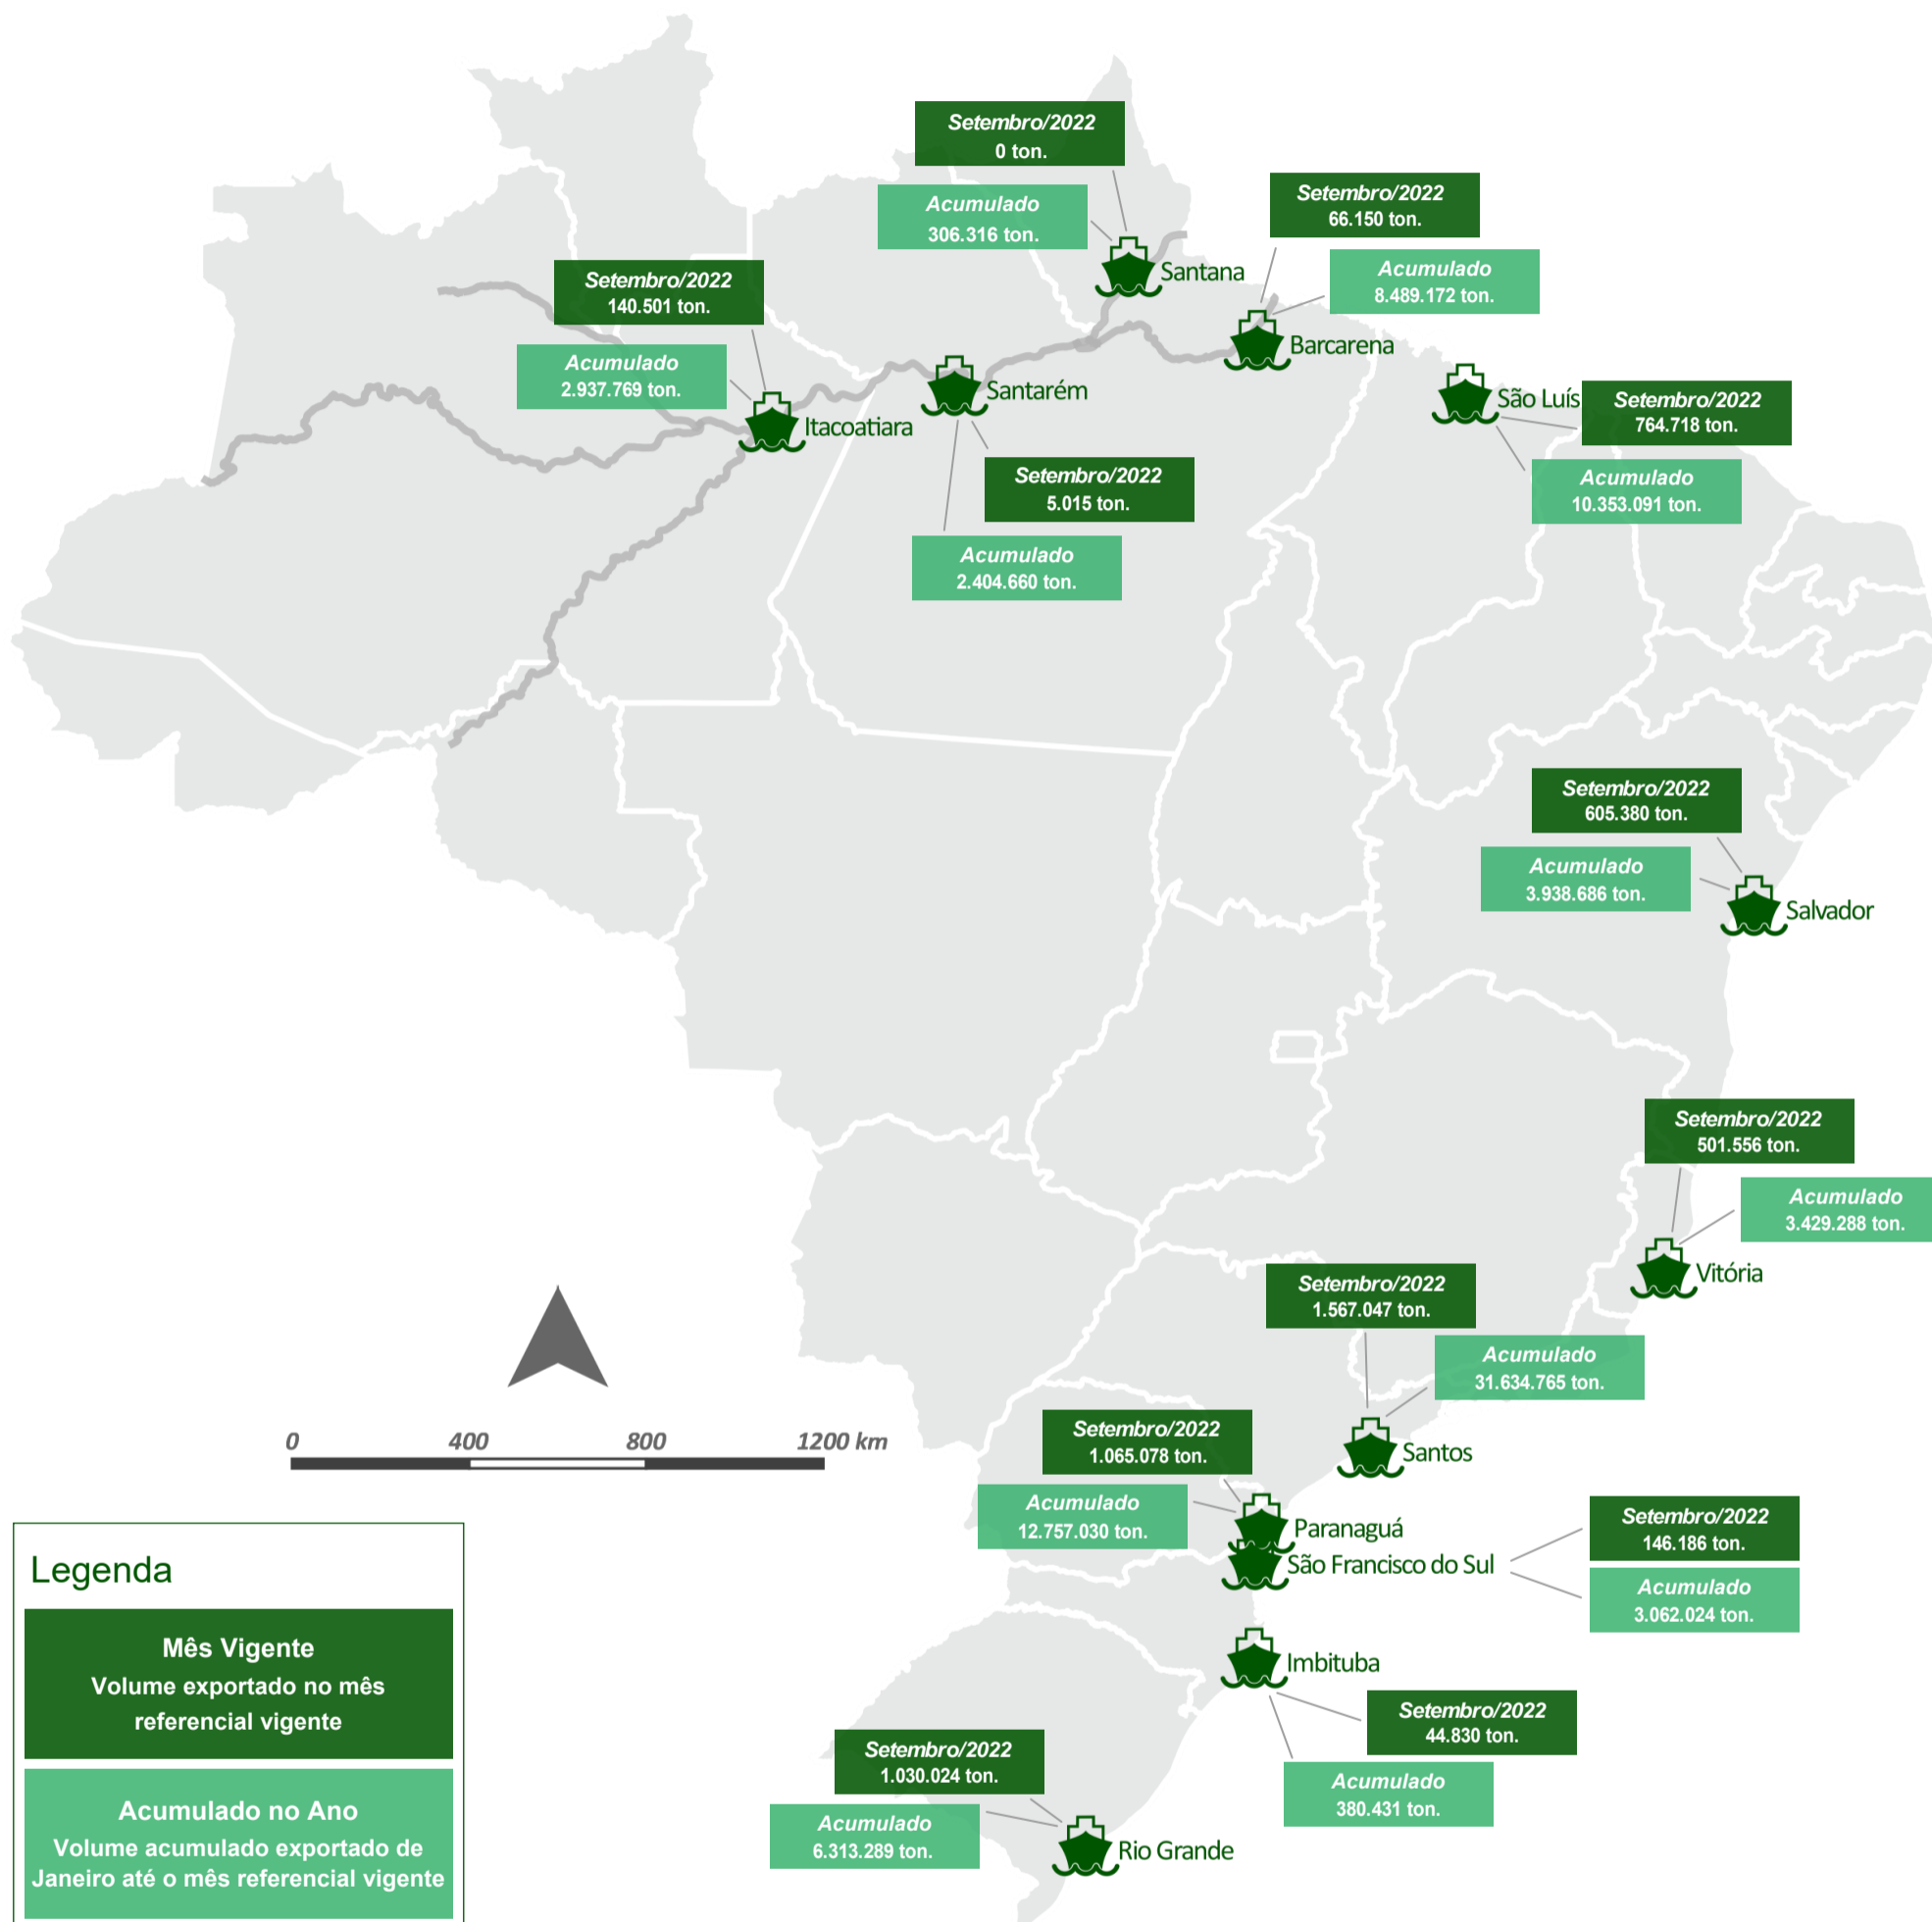 Setembro/2022
0 ton.
Acumulado
306.316 ton.
Santana
Setembro/2022
66.150 ton.
Acumulado
8.489.172 ton.
Barcarena
Setembro/2022
140.501 ton.
Acumulado
2.937.769 ton.
Itacoatiara
Santarém
Setembro/2022
5.015 ton.
Acumulado
2.404.660 ton.
São Luís
Setembro/2022
764.718 ton.
Acumulado
10.353.091 ton.
Setembro/2022
605.380 ton.
Acumulado
3.938.686 ton.
Salvador
Setembro/2022
501.556 ton.
Acumulado
3.429.288 ton.
Vitória
Setembro/2022
1.567.047 ton.
Acumulado
31.634.765 ton.
Santos
Setembro/2022
1.065.078 ton.
Acumulado
12.757.030 ton.
Paranaguá
São Francisco do Sul
Setembro/2022
146.186 ton.
Acumulado
3.062.024 ton.
Imbituba
Setembro/2022
44.830 ton.
Acumulado
380.431 ton.
Setembro/2022
1.030.024 ton.
Acumulado
6.313.289 ton.
Rio Grande
0 400 800 1200 km
Legenda
Mês Vigente
Volume exportado no mês
referencial vigente
Acumulado no Ano
Volume acumulado exportado de
Janeiro até o mês referencial vigente